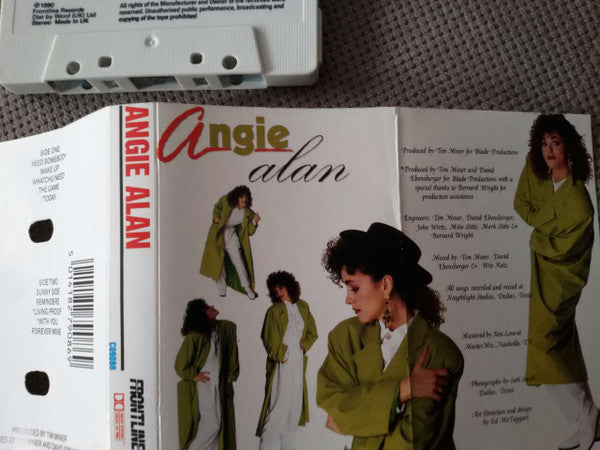 ℗1990
Frontline Records
Dist by Word (UK) Ltd
Stereo Made in UK
All rights of the Manufacturer and Owner of the recorded
reserved. Unauthorised public performance, broadcasting and
copying of the tape prohibited
SIDE ONE
NEED SOMEBODY
WAKE UP
WHATCHU NEED
THE GAME
*TODAY
SIDE TWO
SUNNY SIDE
REMINDERS
*LIVING PROOF
*WITH YOU
FOREVER MINE
PRODUCED BY TIM MINER
ANGIE ALAN
C09086
FRONTLINE
angie
alan
Produced by Tim Miner for Blade Productions
*Produced by Tim Miner and David
Ebensberger for Blade Productions with a
special thanks to Bernard Wright for
production assistance
Engineers: Tim Miner, David Ebensberger,
John Wirtz, Mike Stitts, Mark Stitts &
Bernard Wright
Mixed by: Tim Miner, David
Ebensberger & Win Kutz
All songs recorded and mixed at
Knightlight Studios, Dallas, Texas
Mastered by Ken Love at
MasterMix, Nashville,
Photography by Seth
Dallas, Texas
Art Direction and design
by Ed McTaggart